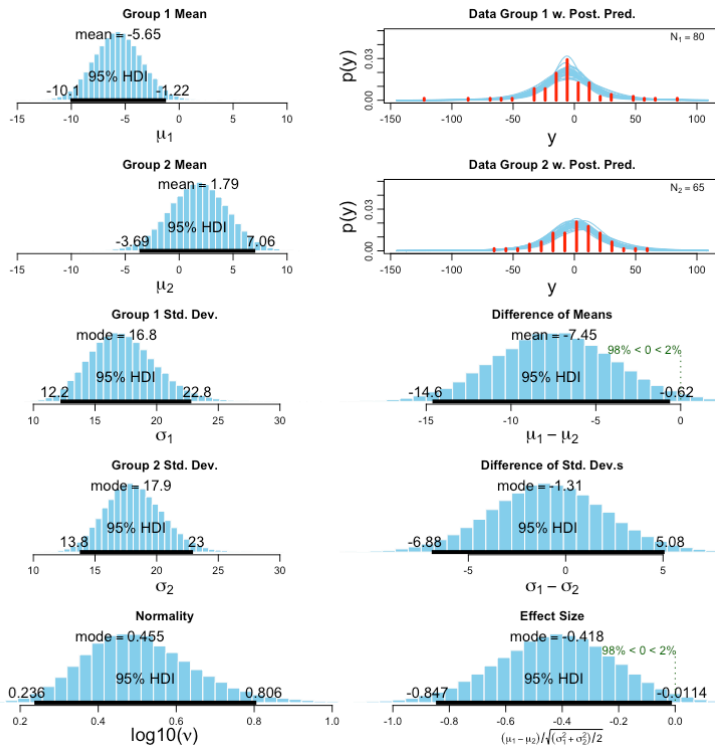 Group 1 Mean
mean = -5.65
95% HDI
-10.1 -1.22
-15 -10 -5 0 5 10
μ1
Data Group 1 w. Post. Pred.
N1 = 80
p(y)
0.00 0.03
-150 -100 -50 0 50 100
y
Group 2 Mean
mean = 1.79
95% HDI
-3.69 7.06
-15 -10 -5 0 5 10
μ2
Data Group 2 w. Post. Pred.
N2 = 65
p(y)
0.00 0.03
-150 -100 -50 0 50 100
y
Group 1 Std. Dev.
mode = 16.8
95% HDI
12.2 22.8
10 15 20 25 30
σ1
Difference of Means
mean = -7.45
98% < 0 < 2%
95% HDI
-14.6 -0.62
-15 -10 -5 0
μ1 − μ2
Group 2 Std. Dev.
mode = 17.9
95% HDI
13.8 23
10 15 20 25 30
σ2
Difference of Std. Dev.s
mode = -1.31
95% HDI
-6.88 5.08
-5 0 5
σ1 − σ2
Normality
mode = 0.455
95% HDI
0.236 0.806
0.2 0.4 0.6 0.8 1.0
log10(ν)
Effect Size
mode = -0.418
98% < 0 < 2%
95% HDI
-0.847 -0.0114
-1.0 -0.8 -0.6 -0.4 -0.2 0.0
(μ1−μ2)/√(σ1²+σ2²)/2